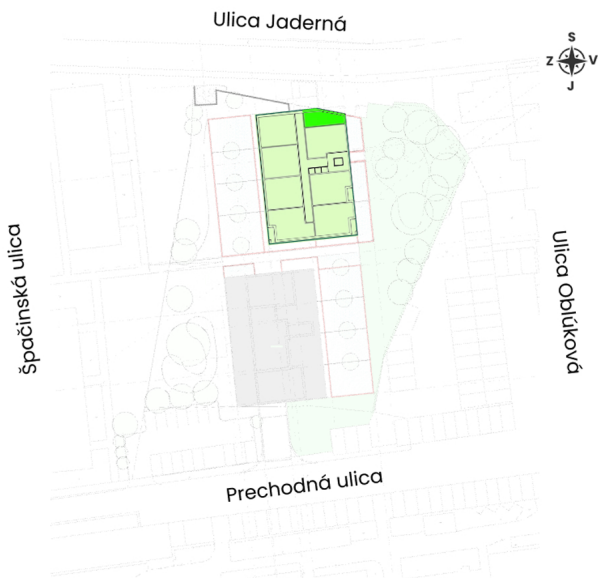 Ulica Jaderná
S
Z
V
J
Špačinská ulica
Ulica Oblúková
Prechodná ulica